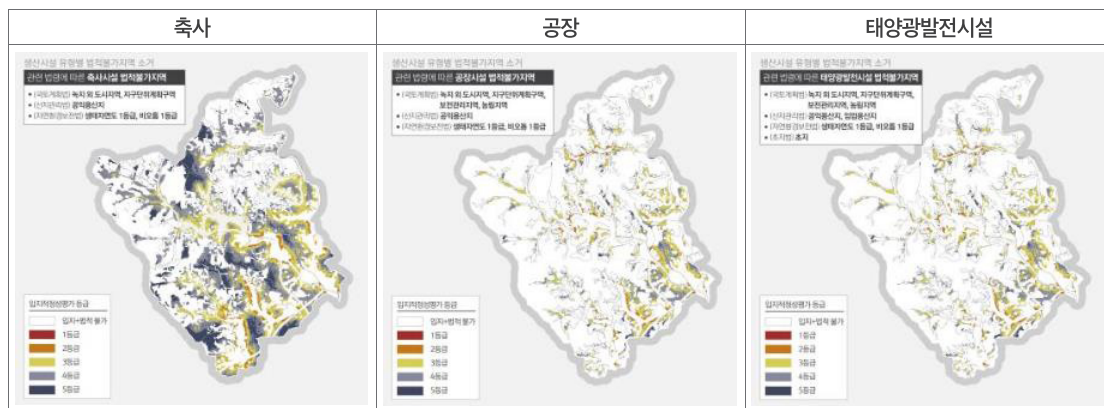 축사
공장
태양광발전시설
생산시설 유형별 법적불가지역 소거
관련 법령에 따른 축사시설 법적불가지역
• (국토계획법) 녹지 외 도시지역, 지구단위계획구역
• (산지관리법) 공익용산지
• (자연환경보전법) 생태자연도 1등급, 비오톱 1등급
입지적정성평가 등급
입지+법적 불가
1등급
2등급
3등급
4등급
5등급
생산시설 유형별 법적불가지역 소거
관련 법령에 따른 공장시설 법적불가지역
• (국토계획법) 녹지 외 도시지역, 지구단위계획구역,
보전관리지역, 농림지역
• (산지관리법) 공익용산지
• (자연환경보전법) 생태자연도 1등급, 비오톱 1등급
입지적정성평가 등급
입지+법적 불가
1등급
2등급
3등급
4등급
5등급
생산시설 유형별 법적불가지역 소거
관련 법령에 따른 태양광발전시설 법적불가지역
• (국토계획법) 녹지 외 도시지역, 지구단위계획구역,
보전관리지역, 농림지역
• (산지관리법) 공익용산지, 임업용산지
• (자연환경보전법) 생태자연도 1등급, 비오톱 1등급
• (초지법) 초지
입지적정성평가 등급
입지+법적 불가
1등급
2등급
3등급
4등급
5등급